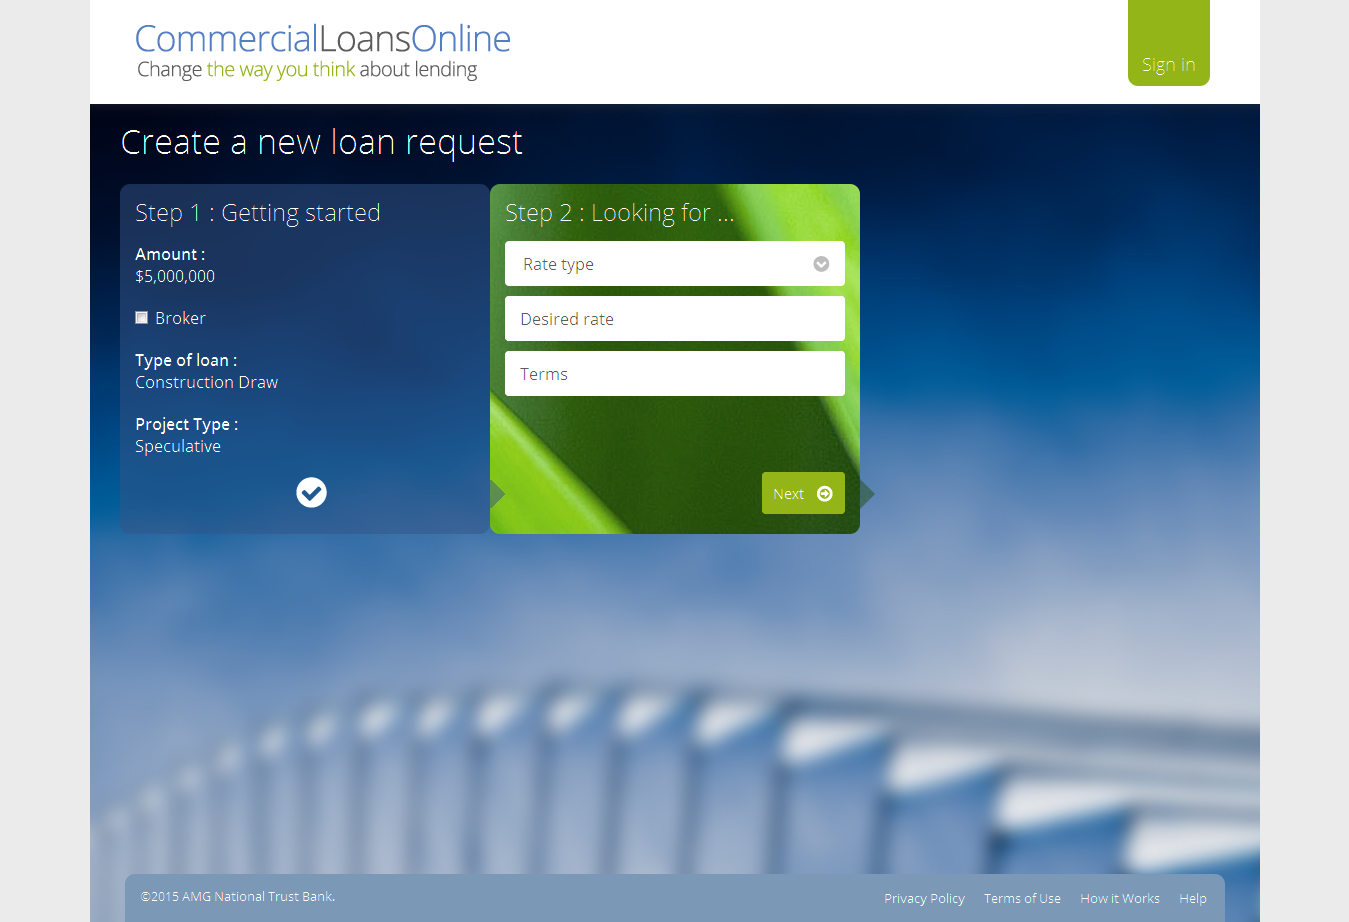 CommercialLoansOnline
Change the way you think about lending
Sign in
Create a new loan request
Step 1 : Getting started
Amount :
$5,000,000
Broker
Type of loan :
Construction Draw
Project Type :
Speculative
Step 2 : Looking for ...
Rate type
Desired rate
Terms
Next
©2015 AMG National Trust Bank.
Privacy Policy Terms of Use How it Works Help